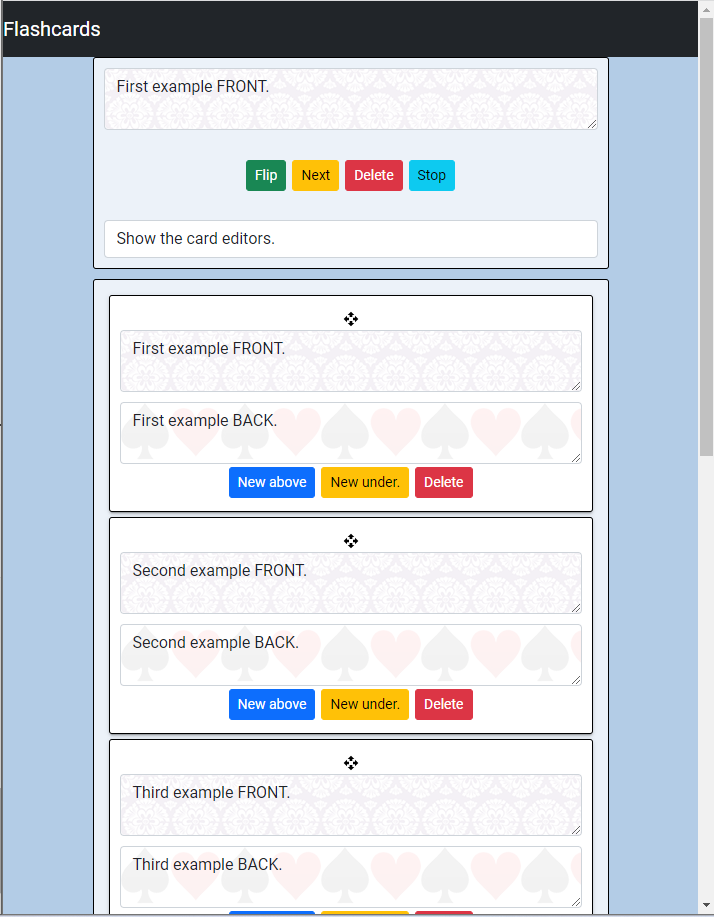 Flashcards
First example FRONT.
Flip Next Delete Stop
Show the card editors.
First example FRONT.
First example BACK.
New above New under. Delete
Second example FRONT.
Second example BACK.
New above New under. Delete
Third example FRONT.
Third example BACK.